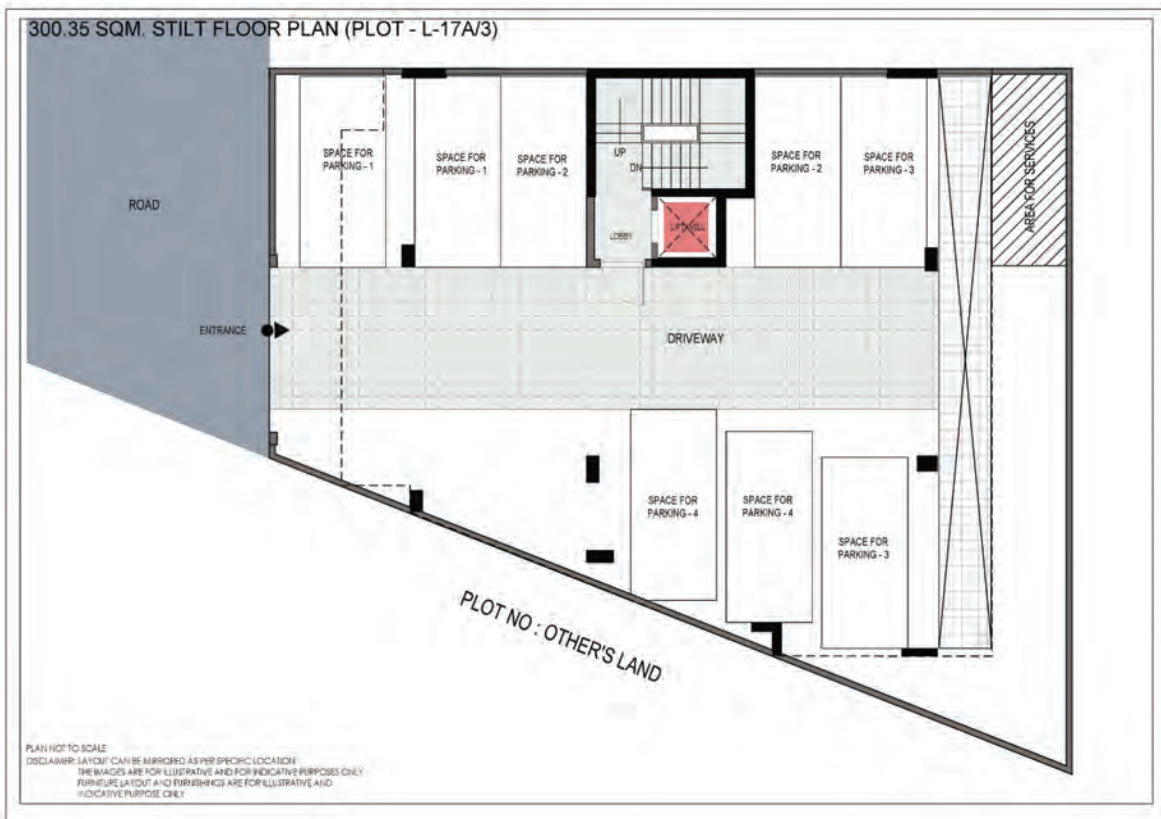 300.35 SQM. STILT FLOOR PLAN (PLOT - L-17A/3)
SPACE FOR
PARKING - 1
SPACE FOR
PARKING - 1
SPACE FOR
PARKING - 2
UP
DN
SPACE FOR
PARKING - 2
SPACE FOR
PARKING - 3
AREA FOR SERVICES
ROAD
LOBBY
LIFT WELL
ENTRANCE
DRIVEWAY
SPACE FOR
PARKING - 4
SPACE FOR
PARKING - 4
SPACE FOR
PARKING - 3
PLOT NO : OTHER'S LAND
PLAN NOT TO SCALE
DISCLAIMER: LAYOUT CAN BE MIRRORED AS PER SPECIFIC LOCATION
THE IMAGES ARE FOR ILLUSTRATIVE AND FOR INDICATIVE PURPOSES ONLY
FURNITURE LAYOUT AND FURNISHINGS ARE FOR ILLUSTRATIVE AND
INDICATIVE PURPOSE ONLY